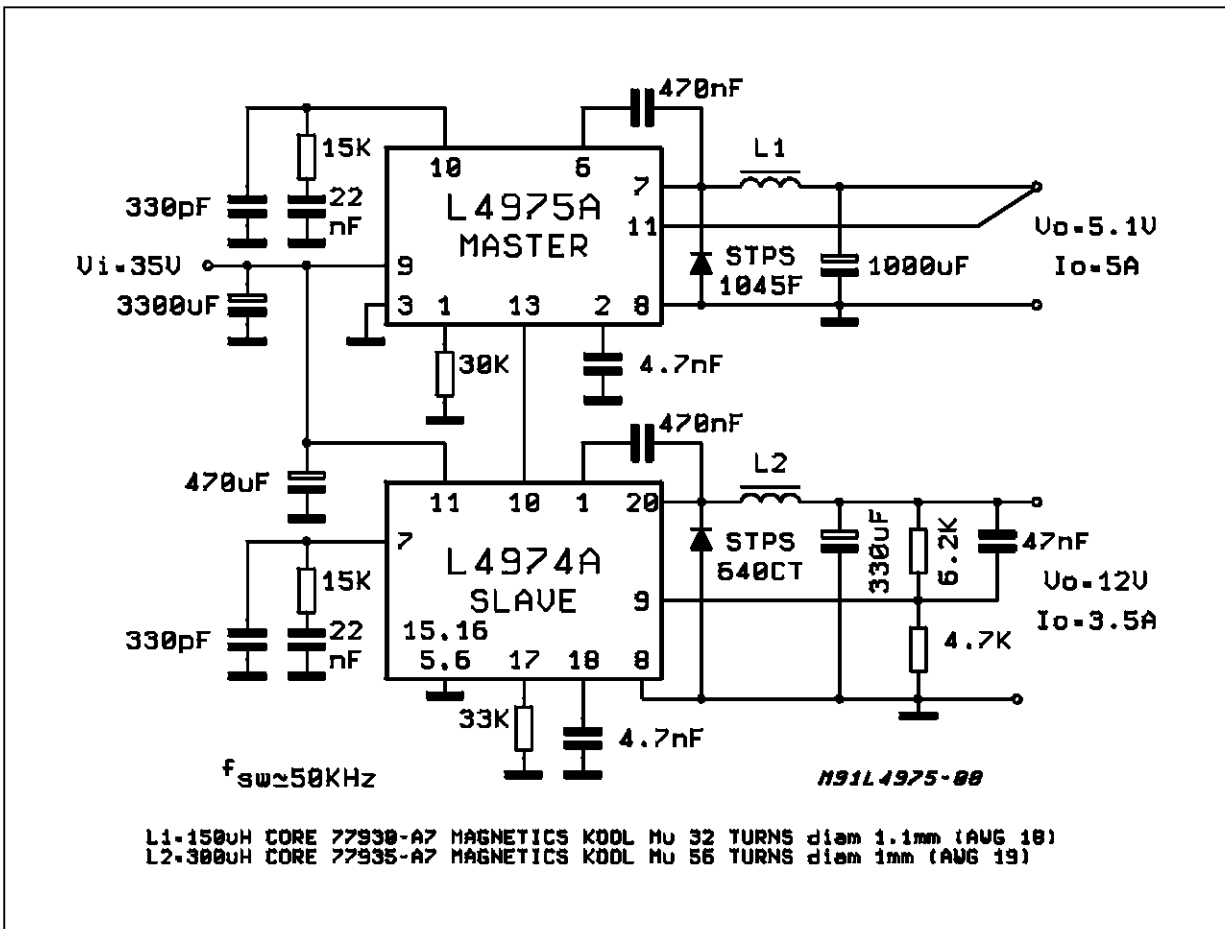 470nF
15K
10
6
L1
330pF
22
nF
L4975A
MASTER
7
11
Vo=5.1V
Vi=35V
9
STPS
1045F
1000uF
Io=5A
3300uF
3
1
13
2
8
30K
4.7nF
470nF
L2
470uF
11
10
1
20
7
L4974A
SLAVE
STPS
640CT
330uF
6.2K
47nF
Vo=12V
15K
9
Io=3.5A
330pF
22
nF
15.16
5.6
17
18
8
4.7K
33K
4.7nF
fsw≃50KHz
M91L4975-00
L1=150uH CORE 77930-A7 MAGNETICS KOOL Mu 32 TURNS diam 1.1mm (AWG 18)
L2=300uH CORE 77935-A7 MAGNETICS KOOL Mu 56 TURNS diam 1mm (AWG 19)